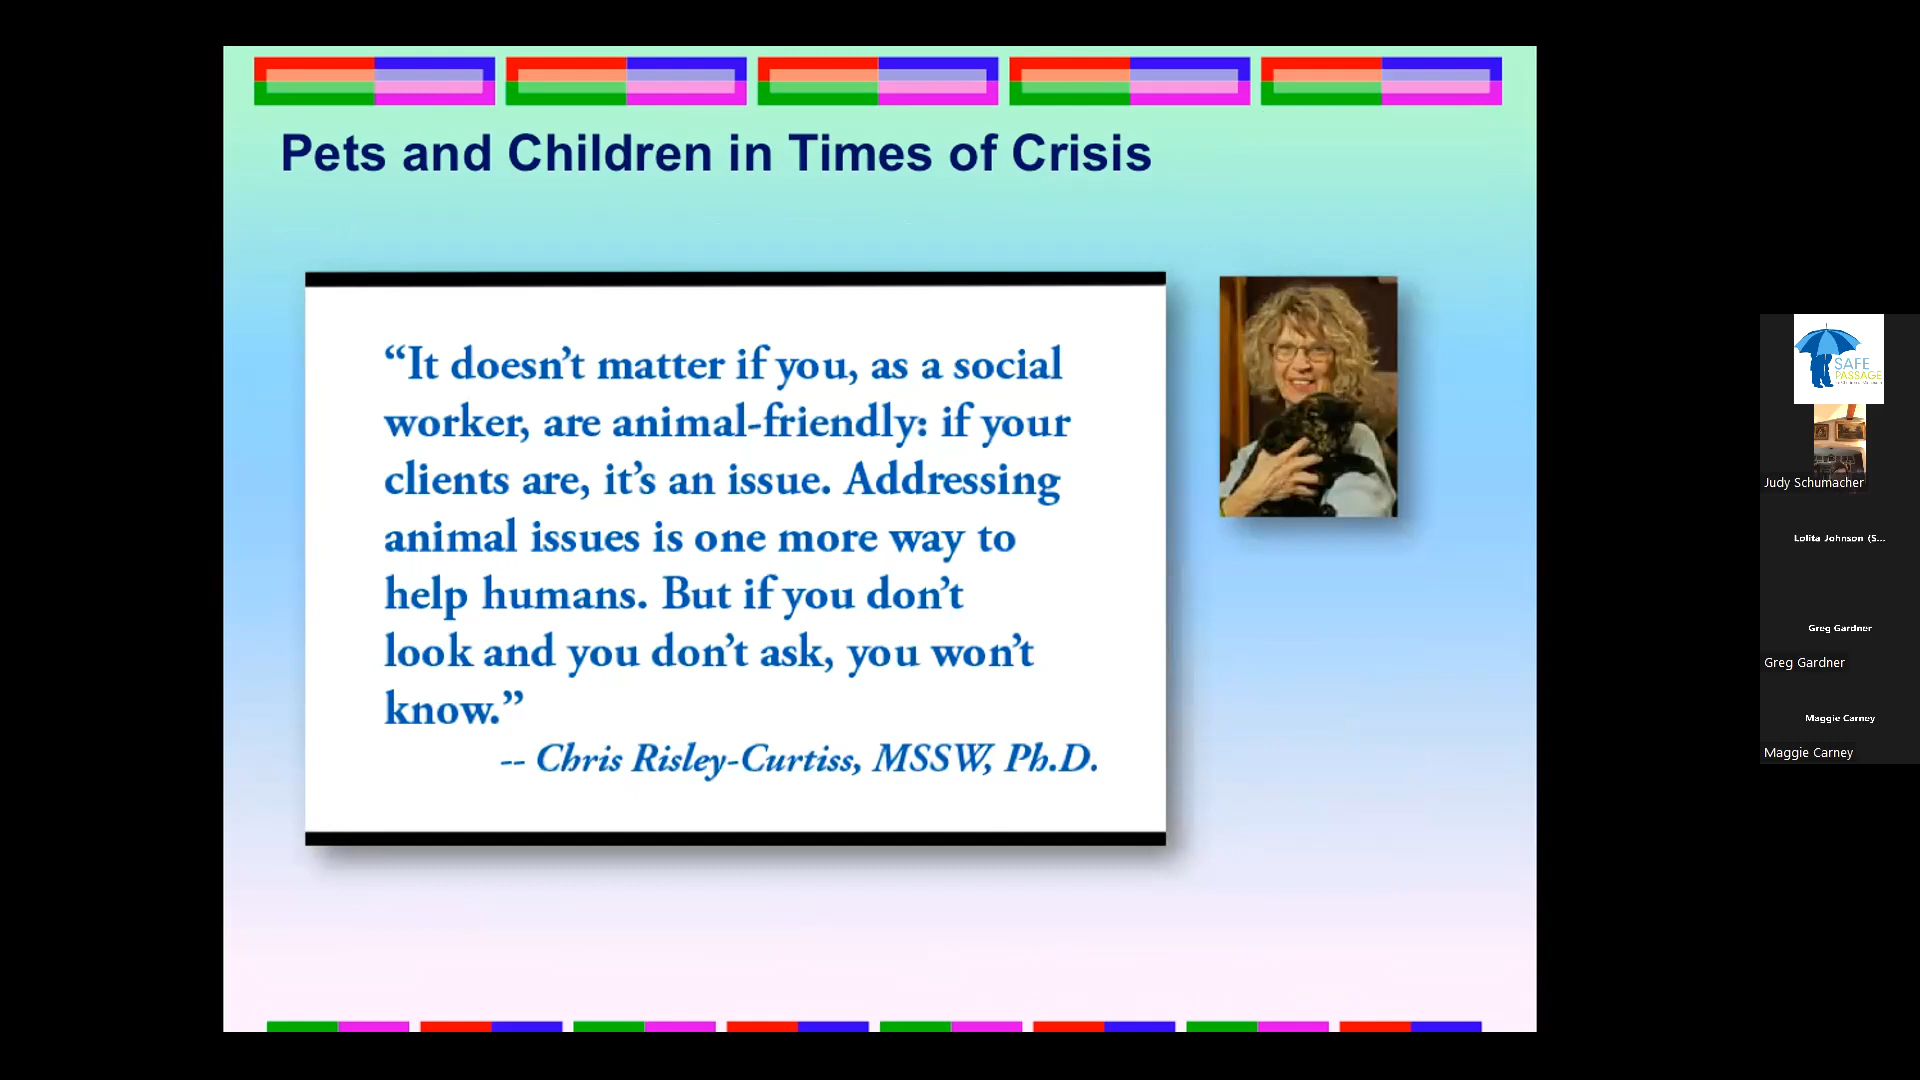 Pets and Children in Times of Crisis
“It doesn’t matter if you, as a social
worker, are animal-friendly: if your
clients are, it’s an issue. Addressing
animal issues is one more way to
help humans. But if you don’t
look and you don’t ask, you won’t
know.”
-- Chris Risley-Curtiss, MSSW, Ph.D.
SAFE
PASSAGE
Judy Schumacher
Lolita Johnson (S...
Greg Gardner
Greg Gardner
Maggie Carney
Maggie Carney